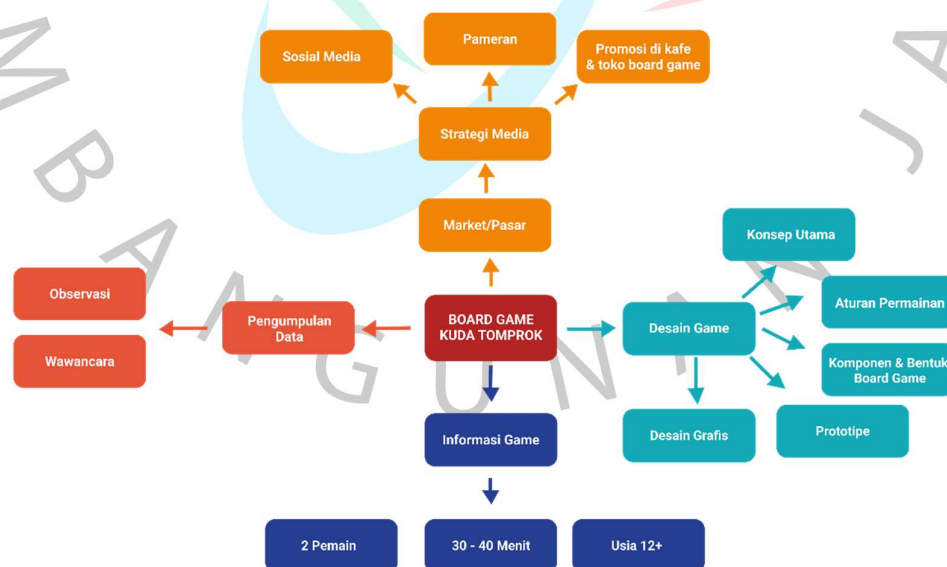 Sosial Media
Pameran
Promosi di kafe
& toko board game
Strategi Media
Market/Pasar
Konsep Utama
Observasi
Wawancara
Pengumpulan
Data
BOARD GAME
KUDA TOMPROK
Desain Game
Aturan Permainan
Komponen & Bentuk
Board Game
Prototipe
Desain Grafis
Informasi Game
2 Pemain
30 - 40 Menit
Usia 12+
M B A N G U N A N J A